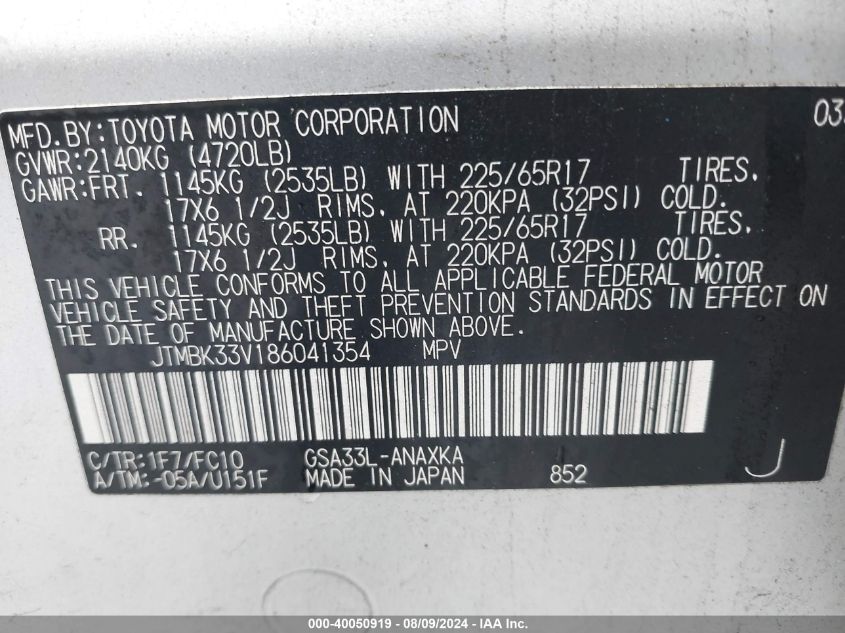 MFD.BY:TOYOTA MOTOR CORPORATION
GVWR:2140KG (4720LB)
GAWR:FRT. 1145KG (2535LB) WITH 225/65R17 TIRES,
17X6 1/2J RIMS, AT 220KPA (32PSI) COLD.
RR. 1145KG (2535LB) WITH 225/65R17 TIRES,
17X6 1/2J RIMS, AT 220KPA (32PSI) COLD.
THIS VEHICLE CONFORMS TO ALL APPLICABLE FEDERAL MOTOR
VEHICLE SAFETY AND THEFT PREVENTION STANDARDS IN EFFECT ON
THE DATE OF MANUFACTURE SHOWN ABOVE.
JTMBK33V186041354 MPV
C/TR:1F7/FC10 GSA33L-ANAXKA
A/TM:-05A/U151F MADE IN JAPAN 852 J
000-40050919 - 08/09/2024 - IAA Inc.